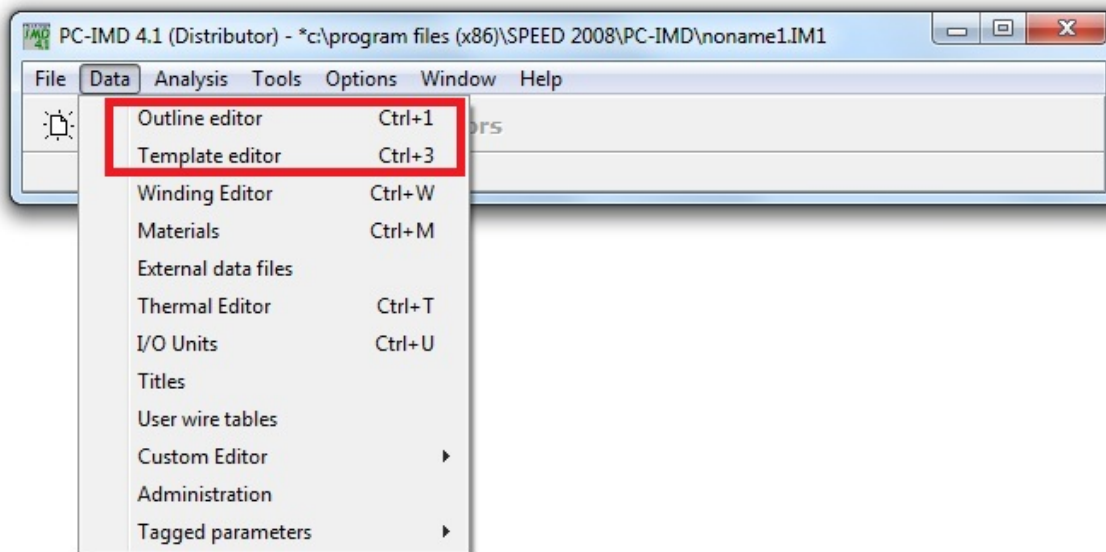 PC-IMD 4.1 (Distributor) - *c:\program files (x86)\SPEED 2008\PC-IMD\noname1.IM1
File Data Analysis Tools Options Window Help
Outline editor Ctrl+1
Template editor Ctrl+3
Winding Editor Ctrl+W
Materials Ctrl+M
External data files
Thermal Editor Ctrl+T
I/O Units Ctrl+U
Titles
User wire tables
Custom Editor
Administration
Tagged parameters